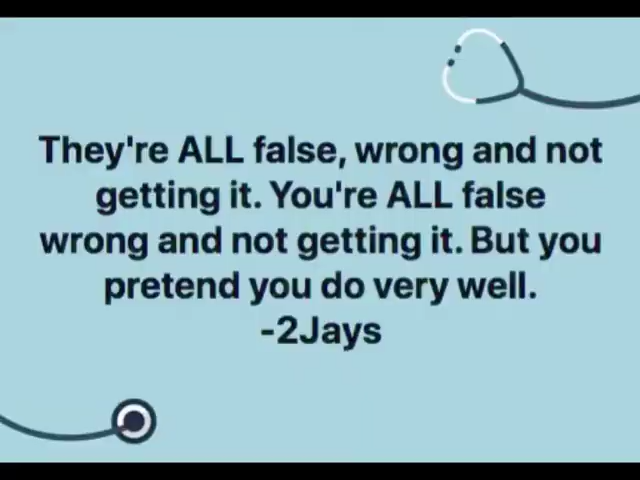 They're ALL false, wrong and not
getting it. You're ALL false
wrong and not getting it. But you
pretend you do very well.
-2Jays